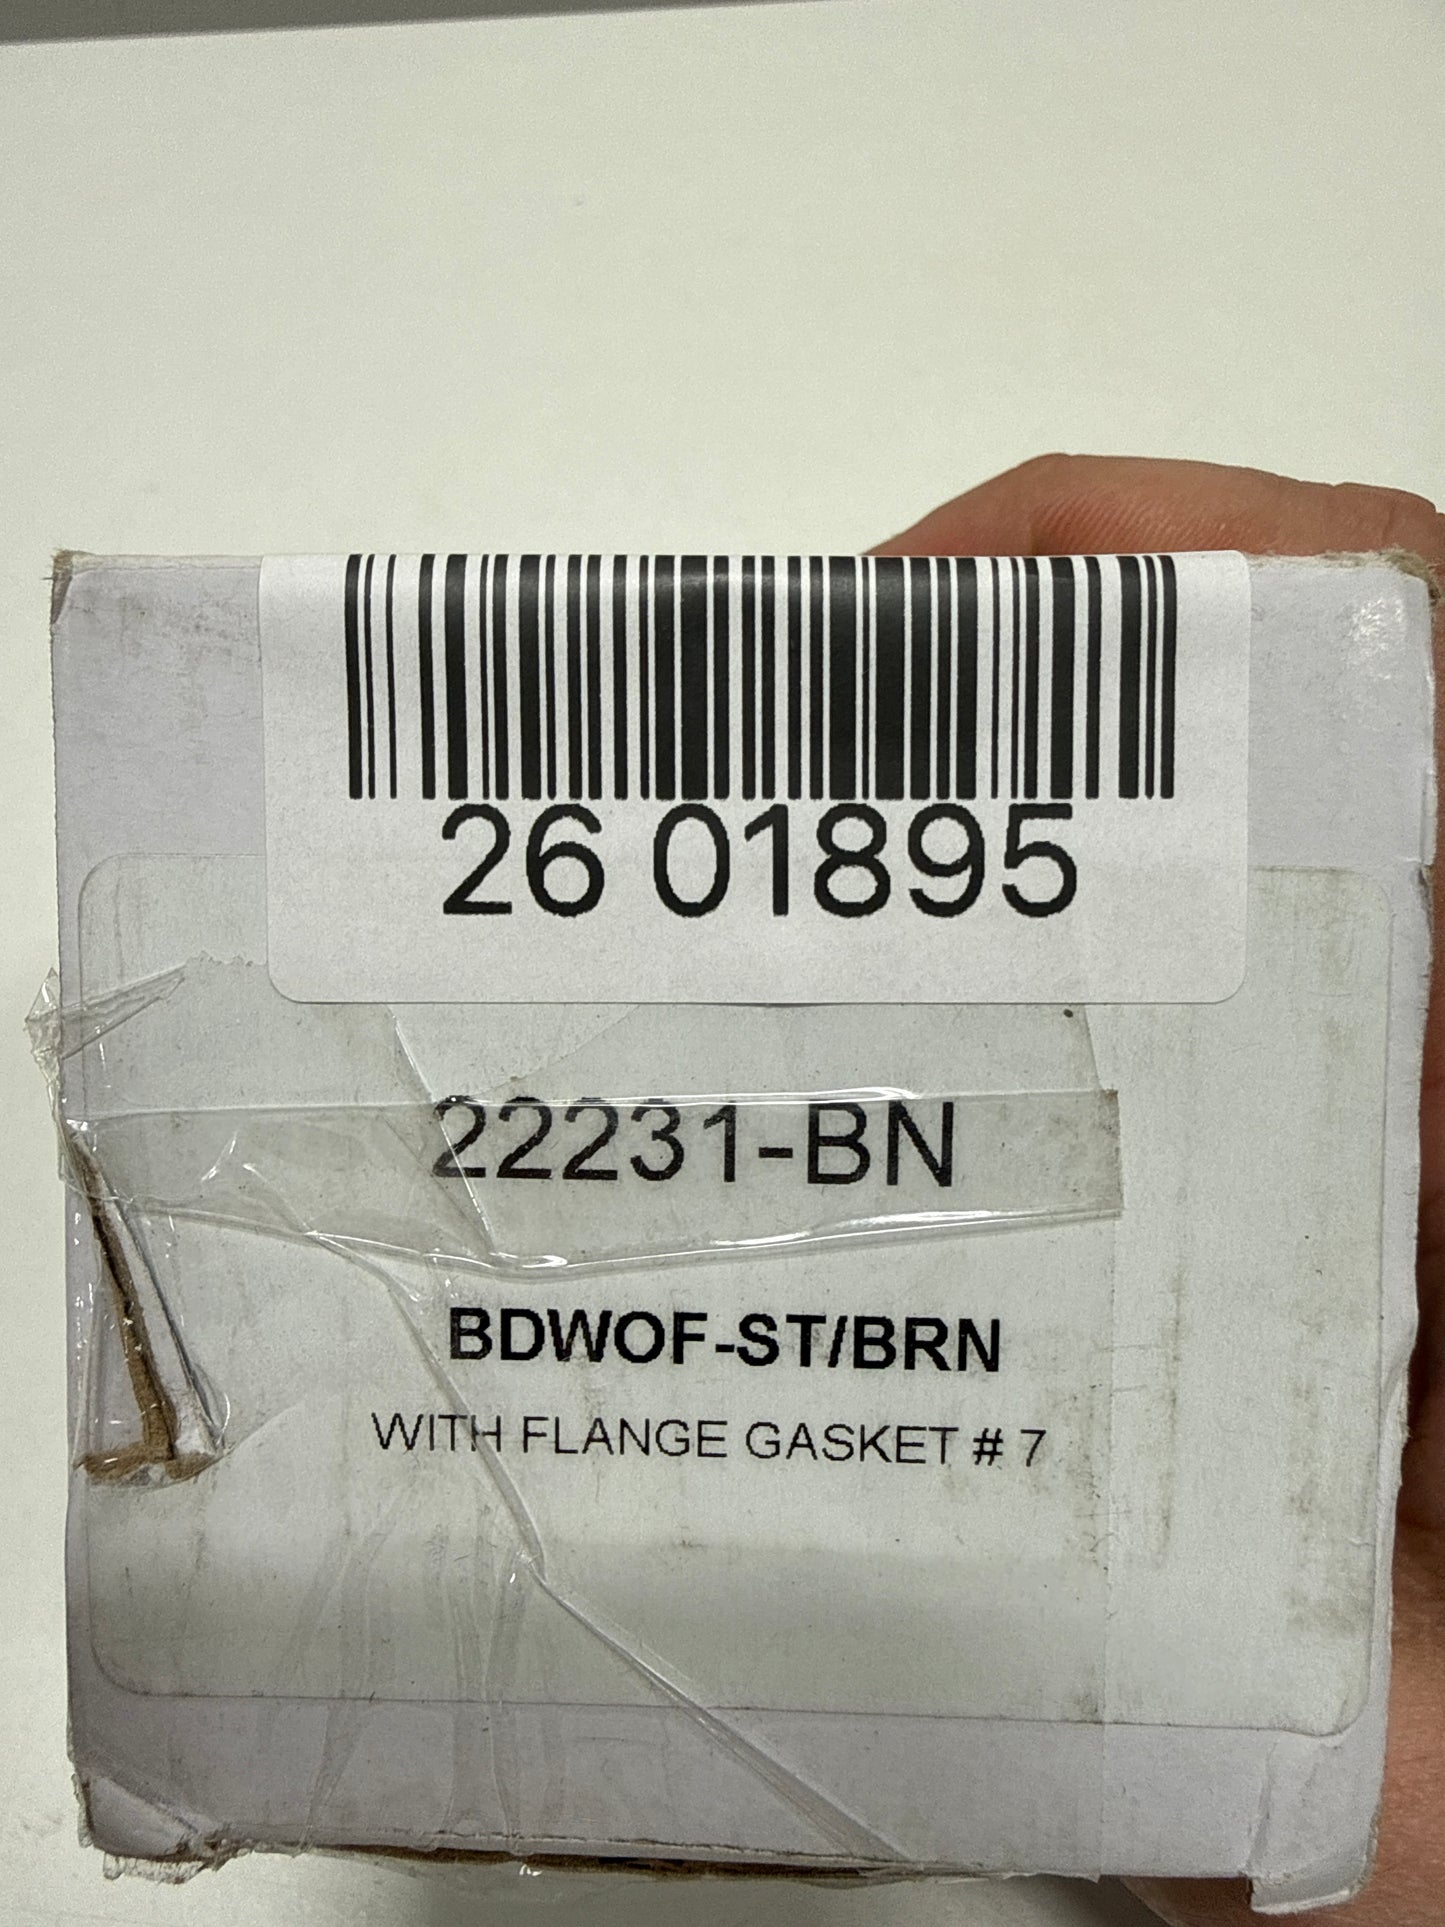 26 01895
22231-BN
BDWOF-ST/BRN
WITH FLANGE GASKET # 7